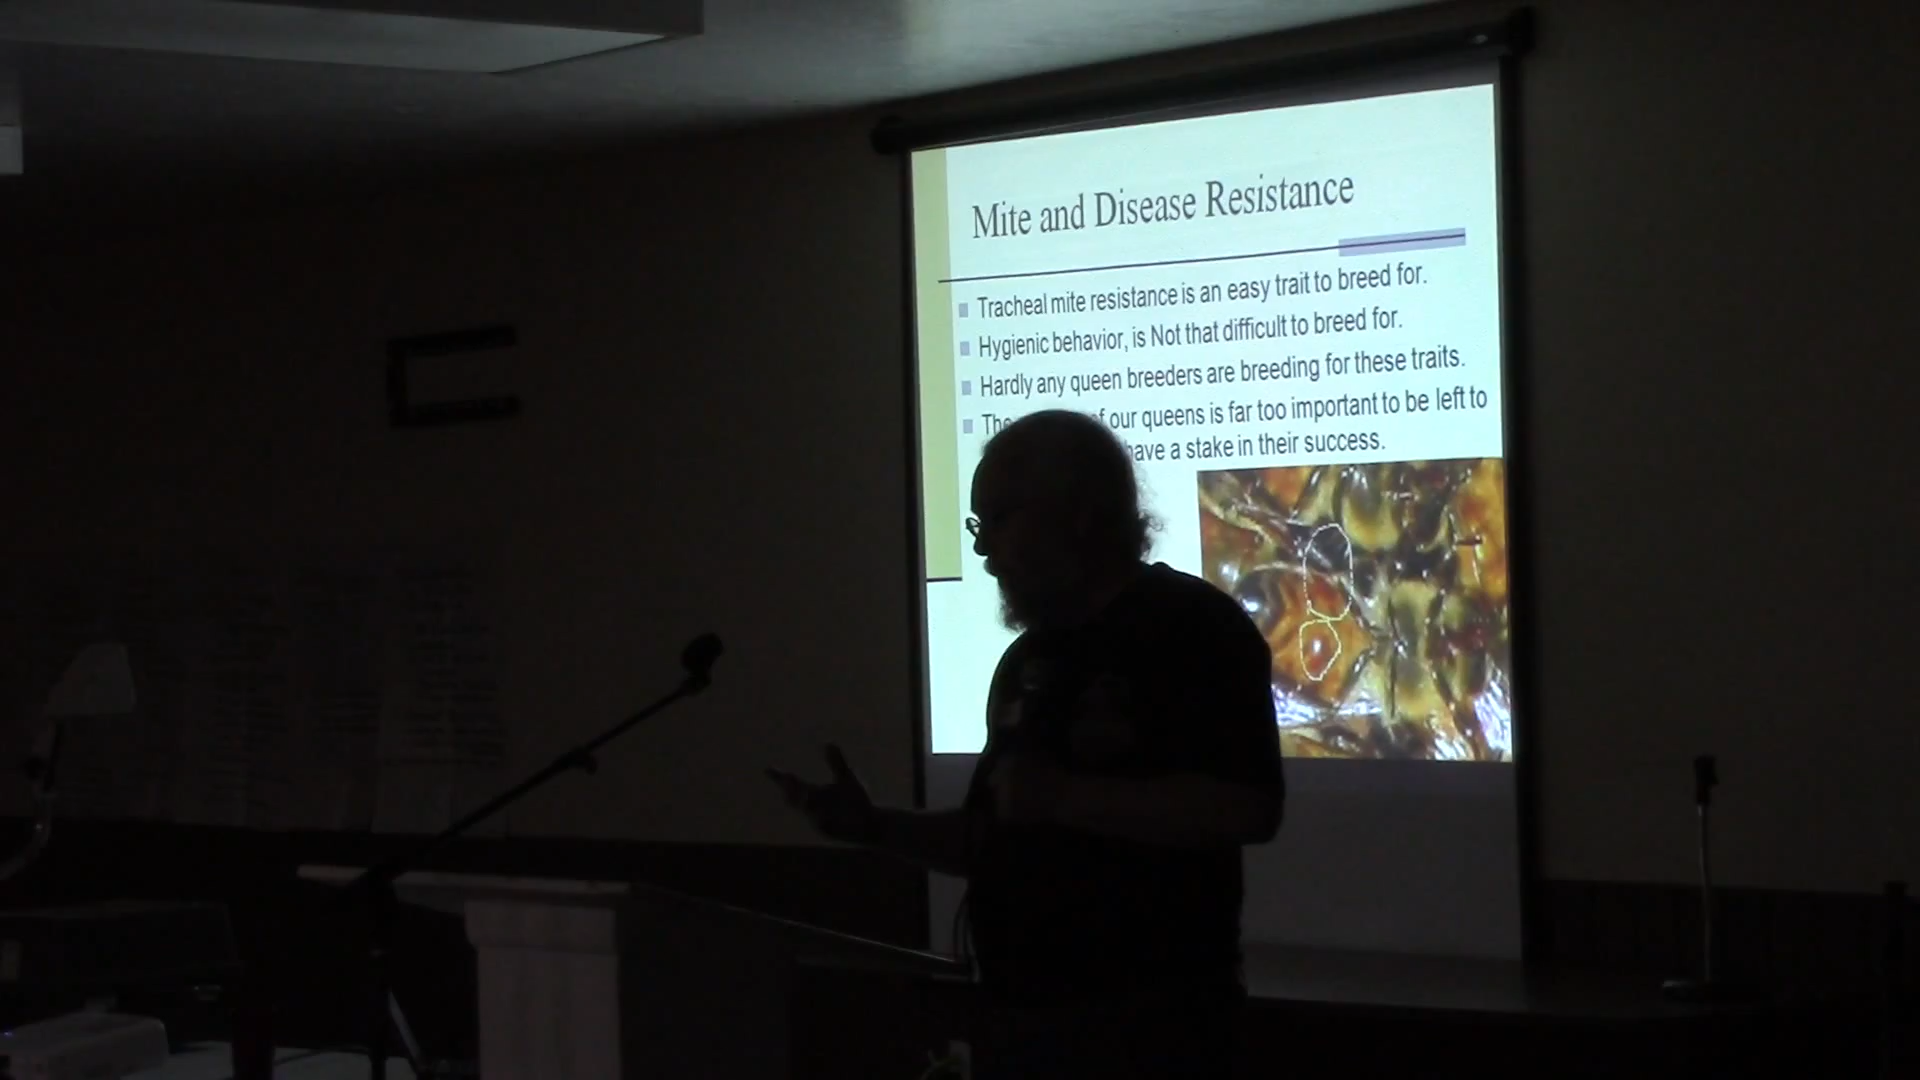 Mite and Disease Resistance
Tracheal mite resistance is an easy trait to breed for.
Hygienic behavior, is Not that difficult to breed for.
Hardly any queen breeders are breeding for these traits.
of our queens is far too important to be left to
have a stake in their success.